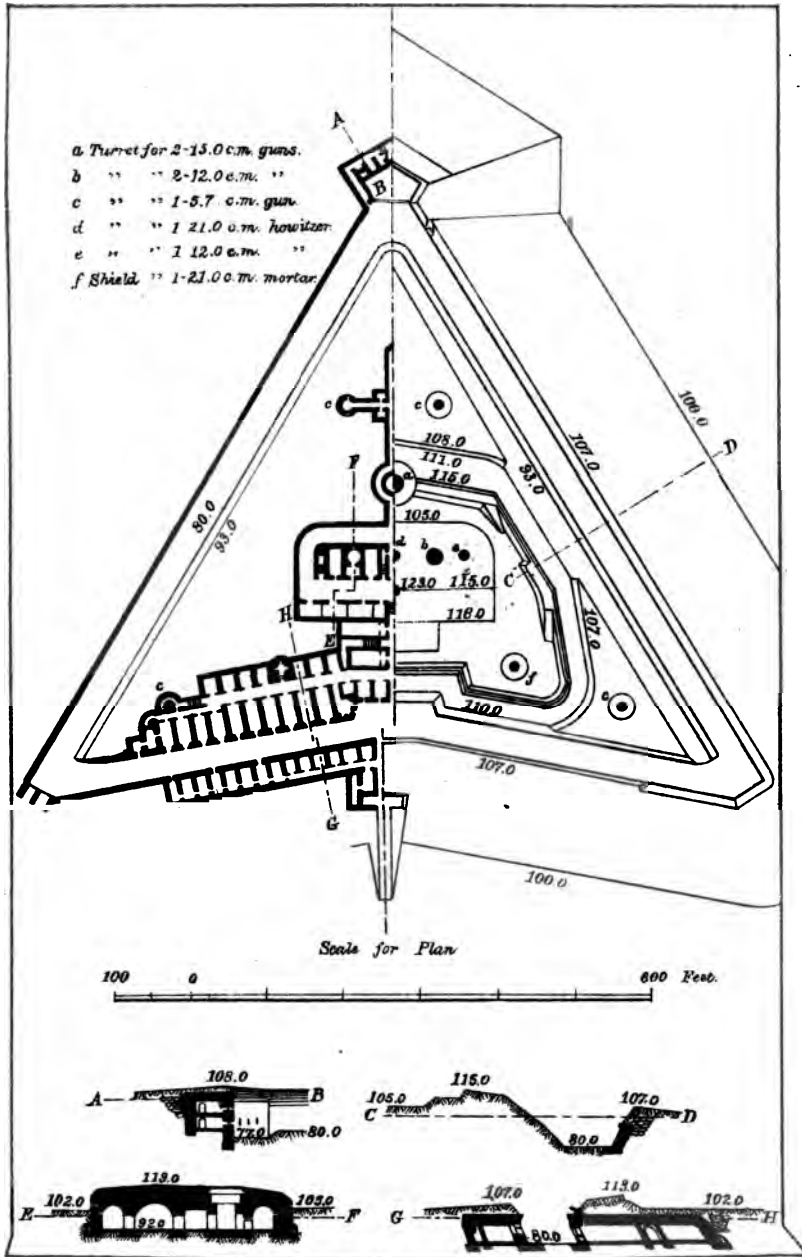 a Turret for 2-15.0 c.m. guns.
b " " 2-12.0 c.m. "
c " " 1-5.7 c.m. gun.
d " " 1 21.0 c.m. howitzer
e " " 1 12.0 c.m. "
f Shield " 1-21.0 c.m. mortar.
A
B
100.0
107.0
D
c
c
108.0
111.0
115.0
93.0
F
a
80.0
93.0
105.0
d
b
e
C
123.0
115.0
H
118.0
107.0
E
f
c
c
110.0
107.0
G
100.0
Scale for Plan
100 0 600 Feet.
A 108.0 B
77.0 80.0
C 105.0 115.0 107.0 D
80.0
E 102.0 113.0 103.0 F
92.0
G 107.0 113.0 102.0 H
80.0